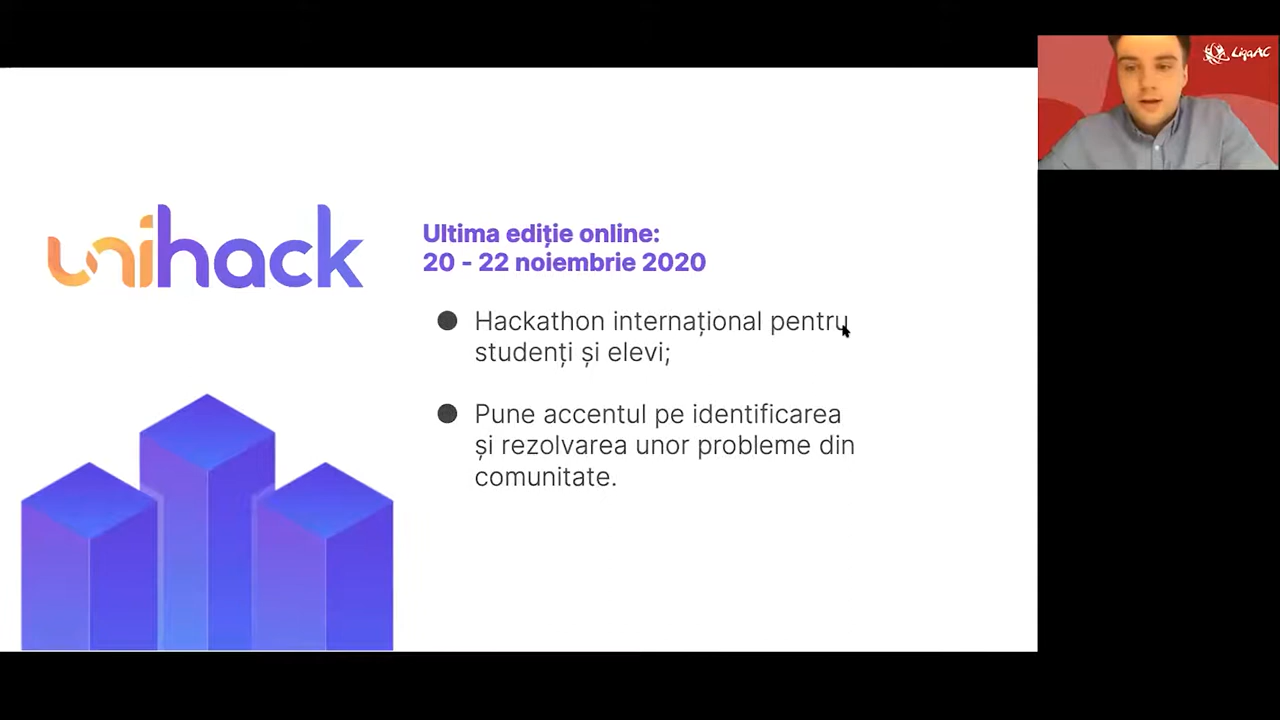 LigaAC
unihack
Ultima ediție online:
20 - 22 noiembrie 2020
● Hackathon internațional pentru
studenți și elevi;
● Pune accentul pe identificarea
și rezolvarea unor probleme din
comunitate.